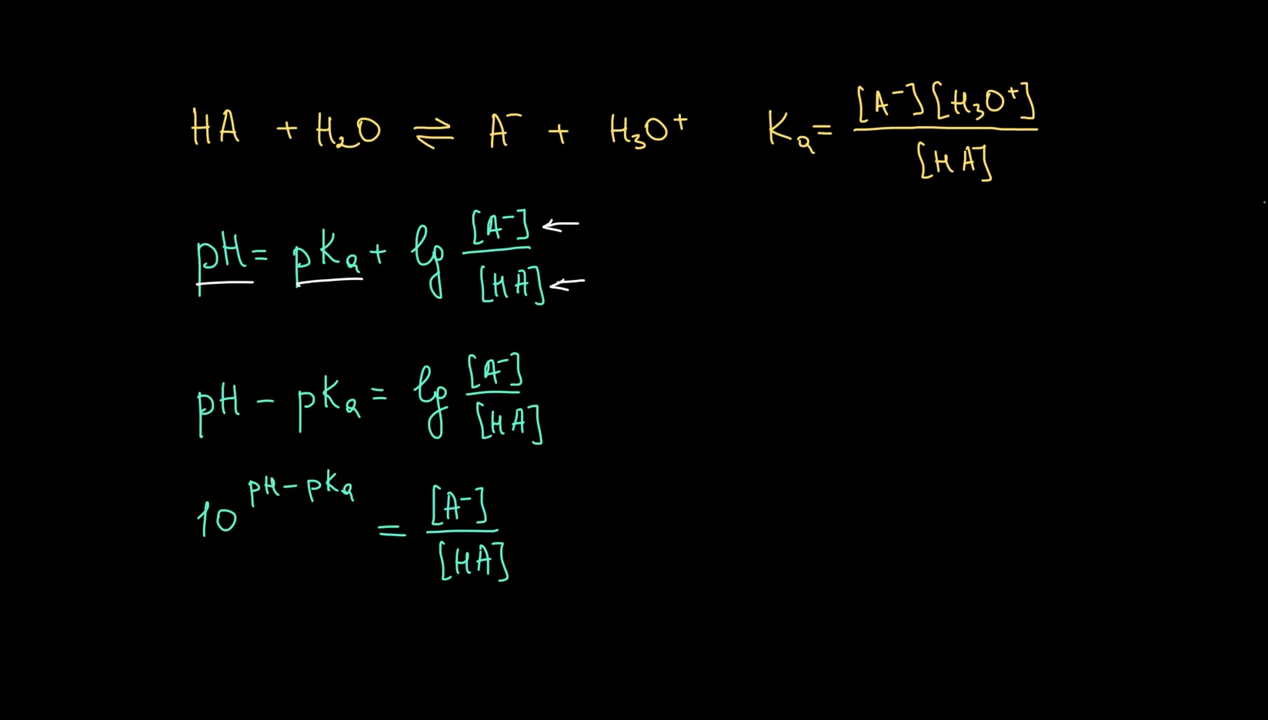 HA + H₂O ⇌ A⁻ + H₃O⁺ Kₐ = [A⁻][H₃O⁺] / [HA]
pH = pKₐ + lg [A⁻] / [HA]
pH − pKₐ = lg [A⁻] / [HA]
10^(pH − pKₐ) = [A⁻] / [HA]